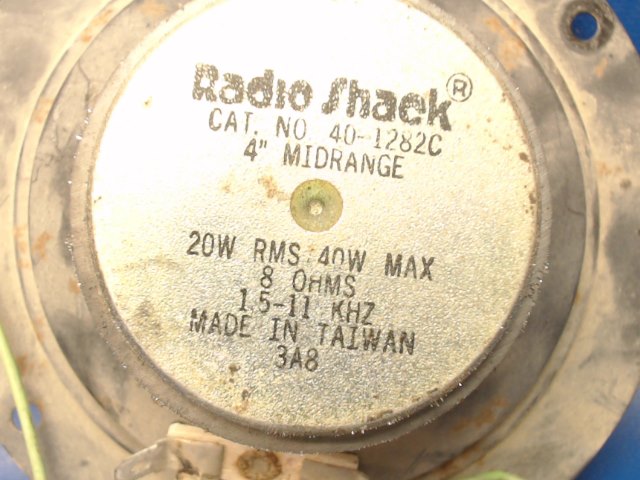 Radio Shack®
CAT. NO. 40-1282C
4" MIDRANGE
20W RMS 40W MAX
8 OHMS
1.5-11 KHZ
MADE IN TAIWAN
3A8